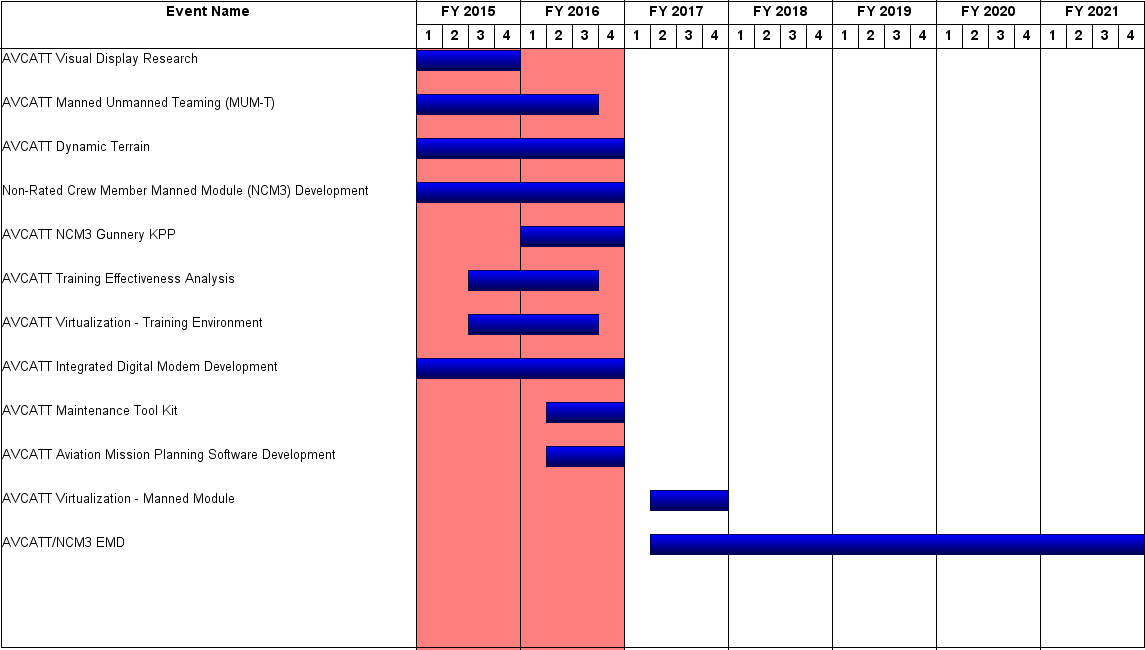 Event Name FY 2015 FY 2016 FY 2017 FY 2018 FY 2019 FY 2020 FY 2021
1 2 3 4 1 2 3 4 1 2 3 4 1 2 3 4 1 2 3 4 1 2 3 4 1 2 3 4
AVCATT Visual Display Research
AVCATT Manned Unmanned Teaming (MUM-T)
AVCATT Dynamic Terrain
Non-Rated Crew Member Manned Module (NCM3) Development
AVCATT NCM3 Gunnery KPP
AVCATT Training Effectiveness Analysis
AVCATT Virtualization - Training Environment
AVCATT Integrated Digital Modem Development
AVCATT Maintenance Tool Kit
AVCATT Aviation Mission Planning Software Development
AVCATT Virtualization - Manned Module
AVCATT/NCM3 EMD